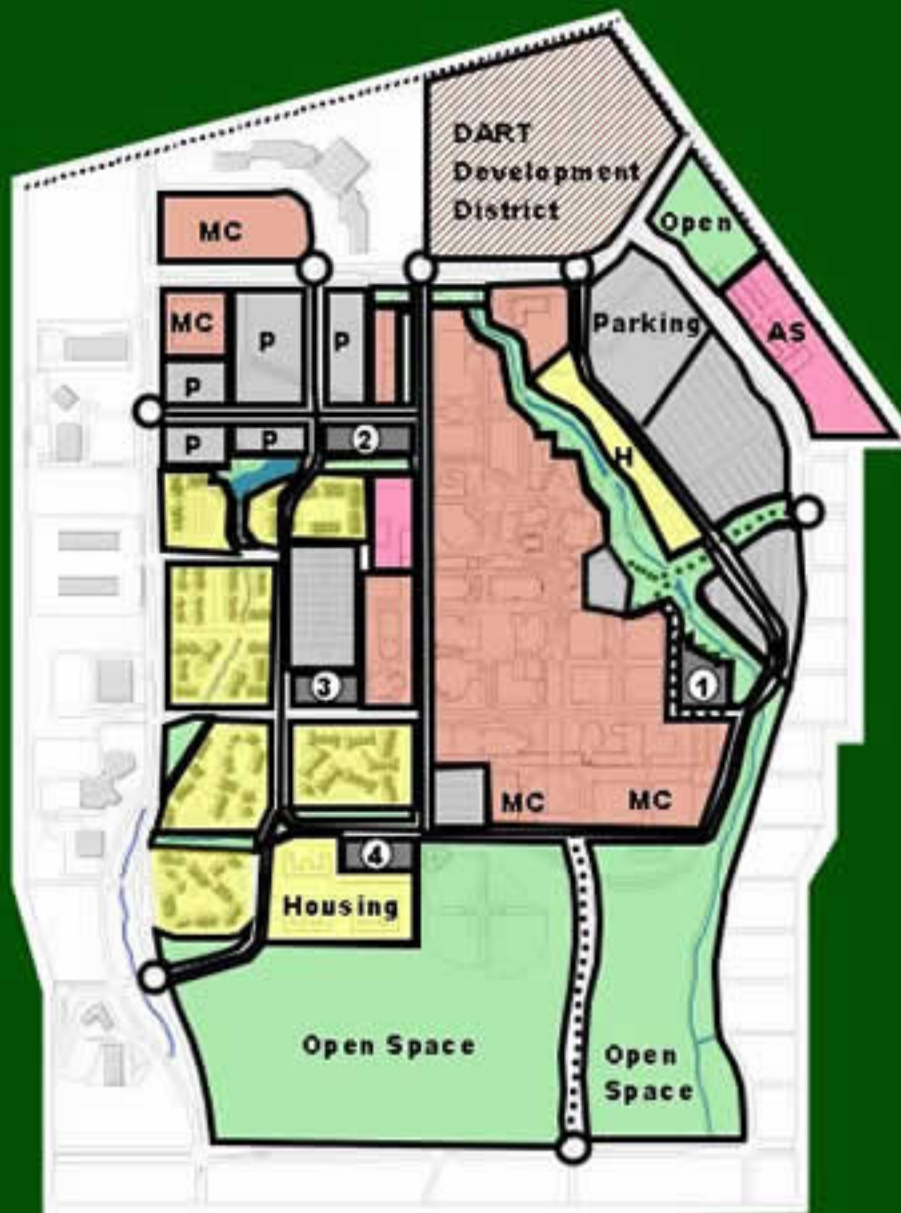 DART
Development
District
Open
MC
MC
P
P
Parking
AS
P
P
P
2
H
3
1
MC
MC
4
Housing
Open Space
Open
Space